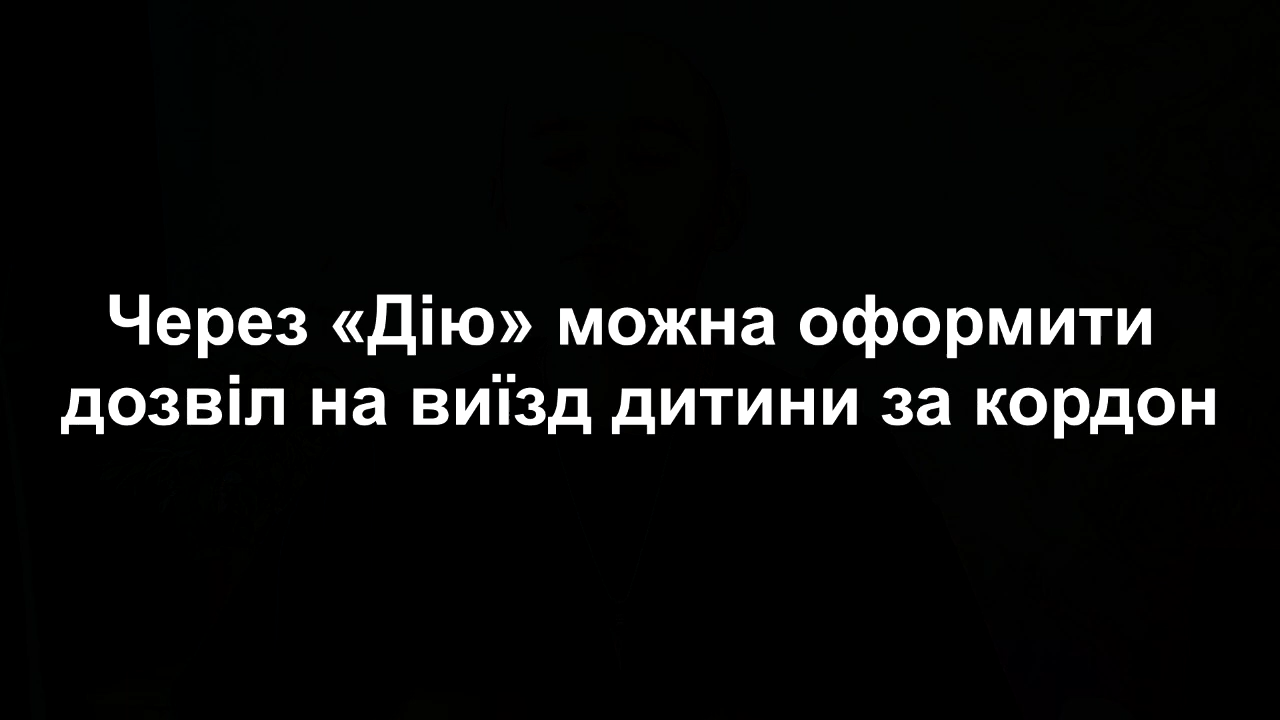 Через «Дію» можна оформити
дозвіл на виїзд дитини за кордон